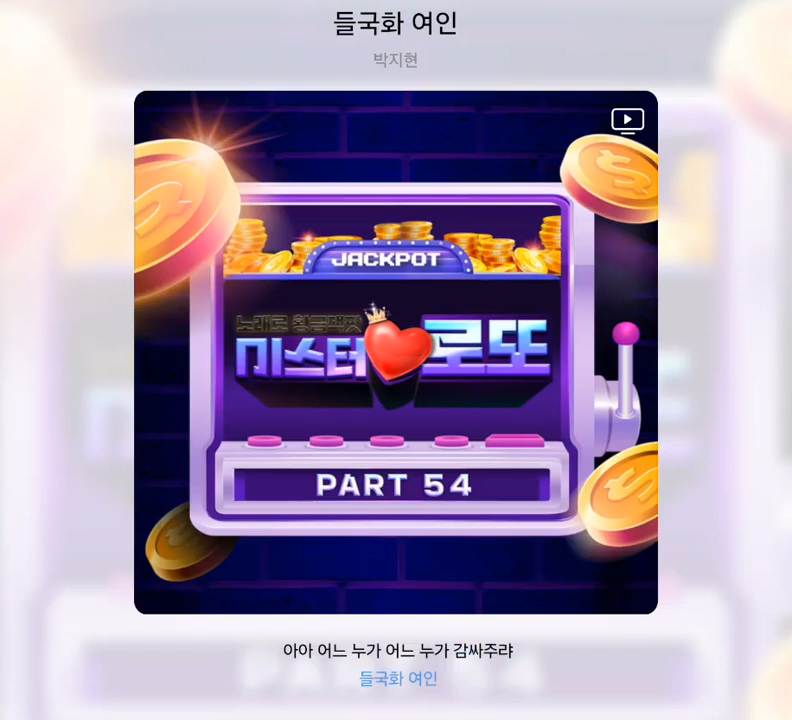 들국화 여인
박지현
JACKPOT
노래로 황금잭팟
미스터 로또
PART 54
아아 어느 누가 어느 누가 감싸주랴
들국화 여인